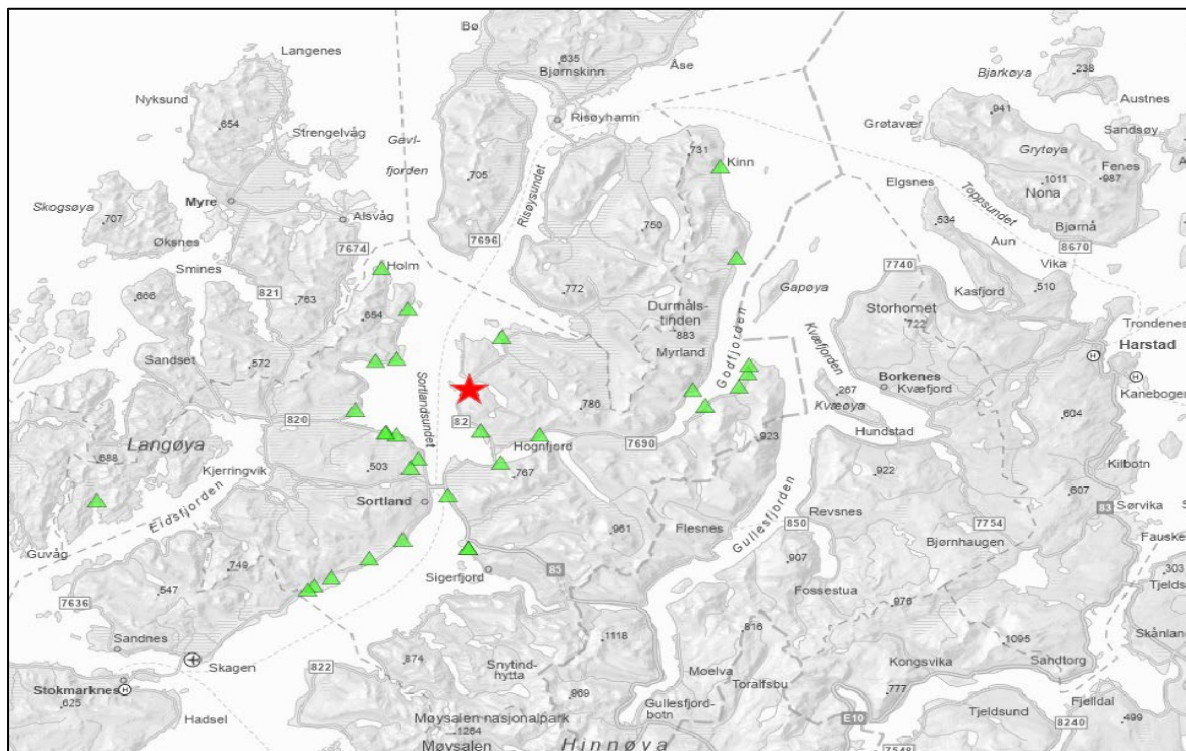 Bø
635
Bjørnskinn
Åse
Langenes
Bjarkøya
238
Nyksund
Austnes
654
Strengelvåg
Risøyhamn
941
Grøtavær
Sandsøy
Gavl-
fjorden
731
Kinn
Grytøya
Fenes
705
1011
987
Elgsnes
Nona
Skogsøya
707
Myre
Alsvåg
Risøysundet
750
534
Toppsundet
Bjørnå
Øksnes
7674
7696
Aun
8670
Smines
Holm
7740
Vika
821
772
Gapøya
Kasfjord
510
666
763
Durmåls-
tinden
Storhomet
664
883
722
Trondenes
Sandset
572
Myrland
Godfjorden
Kvæfjorden
Harstad
H
Borkenes
H
Sortlandsundet
267
Kvæfjord
Kanebogen
786
Kvæøya
820
82
604
Langøya
Hognfjord
7690
923
Hundstad
688
Kjerringvik
503
767
922
Kilbotn
Eidsfjorden
Sortland
607
83
Sørvika
Gullesfjorden
Revsnes
Flesnes
850
7754
Guvåg
961
Bjørnhaugen
Fauske
749
Sigerfjord
85
907
303
547
Fossestua
Tjelds
7636
976
Sandnes
1118
816
Skånland
Skagen
822
874
Snytind-
hytta
1095
Stokmarknes
H
Moelva
Kongsvika
Sandtorg
625
969
Toralfsbu
777
Fjelldal
Hadsel
Gullesfjord-
botn
Møysalen nasjonalpark
Tjeldsund
499
1264
E10
8240
Møysalen
Hinnøya
7548